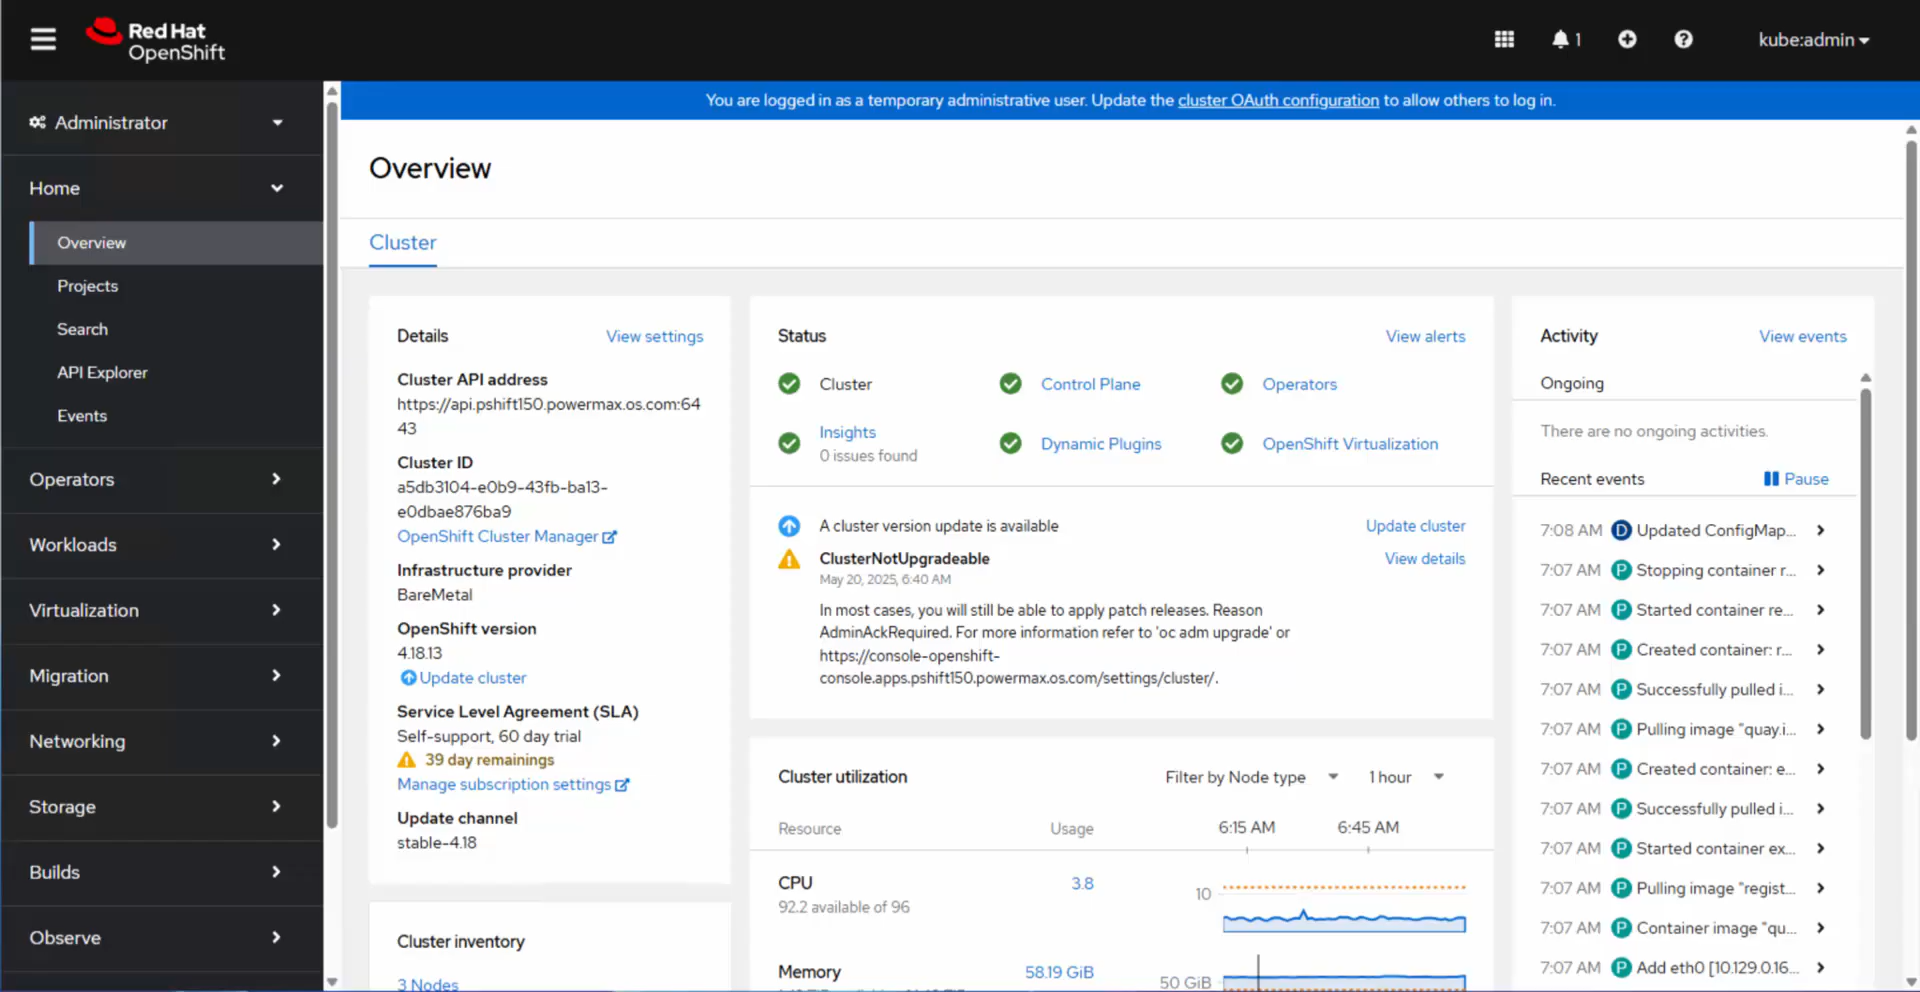 Red Hat
OpenShift
1
kube:admin
Administrator
Home
Overview
Projects
Search
API Explorer
Events
Operators
Workloads
Virtualization
Migration
Networking
Storage
Builds
Observe
You are logged in as a temporary administrative user. Update the cluster OAuth configuration to allow others to log in.
Overview
Cluster
Details
View settings
Cluster API address
https://api.pshift150.powermax.os.com:64
43
Cluster ID
a5db3104-e0b9-43fb-ba13-
e0dbae876ba9
OpenShift Cluster Manager
Infrastructure provider
BareMetal
OpenShift version
4.18.13
Update cluster
Service Level Agreement (SLA)
Self-support, 60 day trial
39 day remainings
Manage subscription settings
Update channel
stable-4.18
Cluster inventory
3 Nodes
Status
View alerts
Cluster
Control Plane
Operators
Insights
0 issues found
Dynamic Plugins
OpenShift Virtualization
A cluster version update is available
Update cluster
ClusterNotUpgradeable
View details
May 20, 2025, 6:40 AM
In most cases, you will still be able to apply patch releases. Reason
AdminAckRequired. For more information refer to 'oc adm upgrade' or
https://console-openshift-
console.apps.pshift150.powermax.os.com/settings/cluster/.
Cluster utilization
Filter by Node type
1 hour
Resource
Usage
6:15 AM
6:45 AM
CPU
3.8
92.2 available of 96
10
Memory
58.19 GiB
50 GiB
Activity
View events
Ongoing
There are no ongoing activities.
Recent events
Pause
7:08 AM D Updated ConfigMap...
7:07 AM P Stopping container r...
7:07 AM P Started container re...
7:07 AM P Created container: r...
7:07 AM P Successfully pulled i...
7:07 AM P Pulling image "quay.i...
7:07 AM P Created container: e...
7:07 AM P Successfully pulled i...
7:07 AM P Started container ex...
7:07 AM P Pulling image "regist...
7:07 AM P Container image "qu...
7:07 AM P Add eth0 [10.129.0.16...